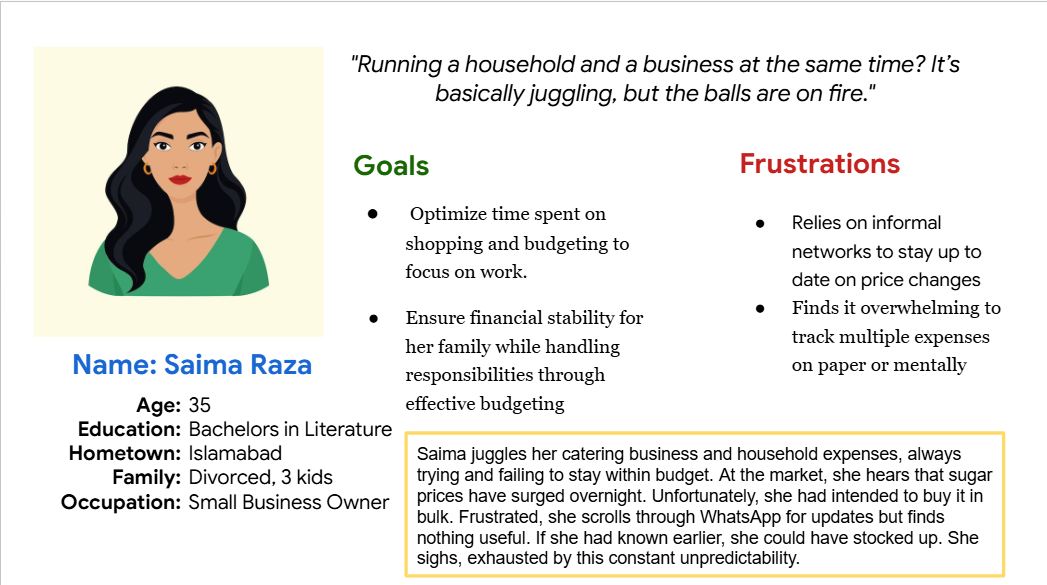 "Running a household and a business at the same time? It's
basically juggling, but the balls are on fire."
Goals
● Optimize time spent on
shopping and budgeting to
focus on work.
● Ensure financial stability for
her family while handling
responsibilities through
effective budgeting
Frustrations
● Relies on informal
networks to stay up to
date on price changes
● Finds it overwhelming to
track multiple expenses
on paper or mentally
Name: Saima Raza
Age: 35
Education: Bachelors in Literature
Hometown: Islamabad
Family: Divorced, 3 kids
Occupation: Small Business Owner
Saima juggles her catering business and household expenses, always
trying and failing to stay within budget. At the market, she hears that sugar
prices have surged overnight. Unfortunately, she had intended to buy it in
bulk. Frustrated, she scrolls through WhatsApp for updates but finds
nothing useful. If she had known earlier, she could have stocked up. She
sighs, exhausted by this constant unpredictability.